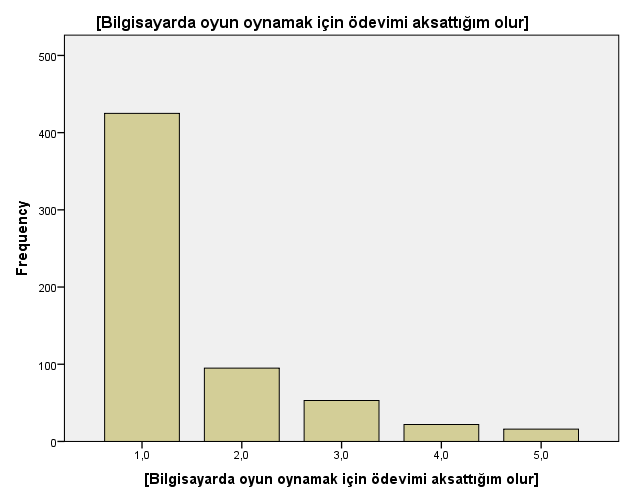 [Bilgisayarda oyun oynamak için ödevimi aksattığım olur]
500
400
300
200
100
0
Frequency
1,0 2,0 3,0 4,0 5,0
[Bilgisayarda oyun oynamak için ödevimi aksattığım olur]